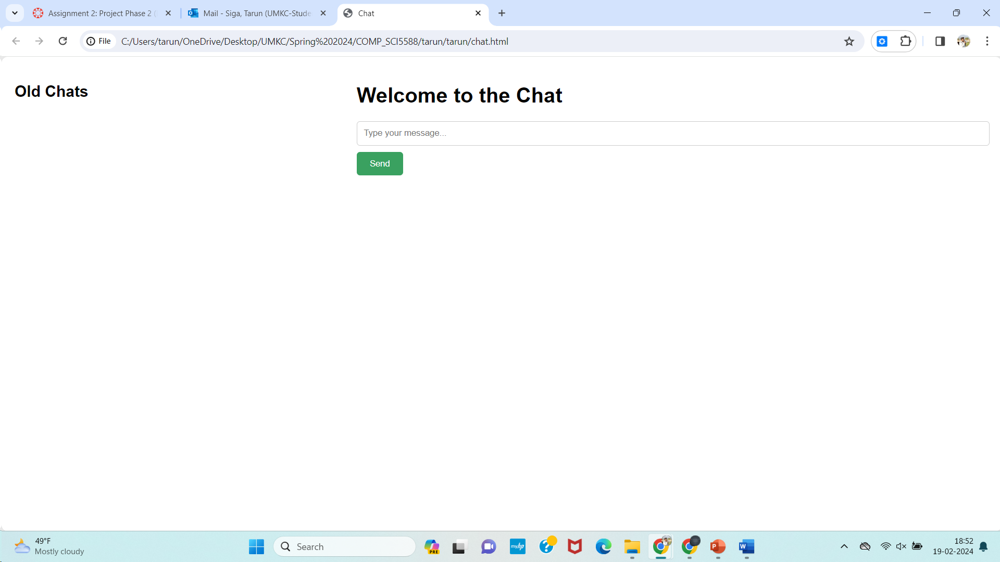 Assignment 2: Project Phase 2 (
Mail - Siga, Tarun (UMKC-Stude
Chat
File
C:/Users/tarun/OneDrive/Desktop/UMKC/Spring%202024/COMP_SCI5588/tarun/tarun/chat.html
Old Chats
Welcome to the Chat
Type your message...
Send
49°F
Mostly cloudy
Search
PRE
myhp
P
W
18:52
19-02-2024